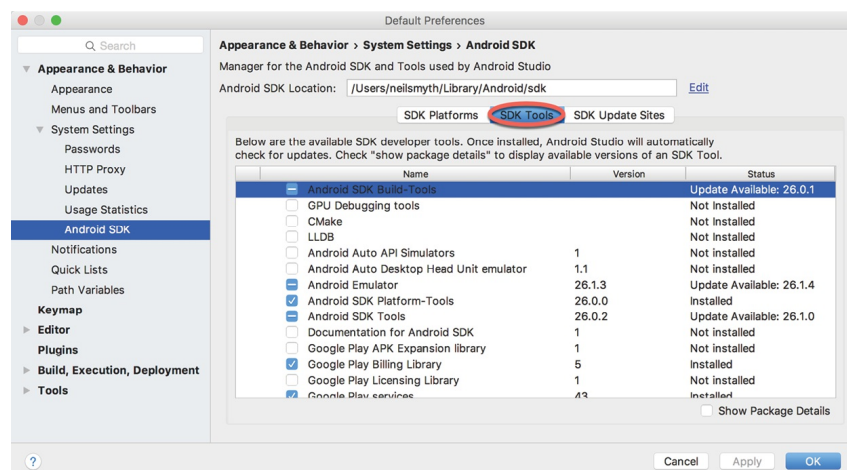 Default Preferences
Search
Appearance & Behavior
Appearance
Menus and Toolbars
System Settings
Passwords
HTTP Proxy
Updates
Usage Statistics
Android SDK
Notifications
Quick Lists
Path Variables
Keymap
Editor
Plugins
Build, Execution, Deployment
Tools
Appearance & Behavior › System Settings › Android SDK
Manager for the Android SDK and Tools used by Android Studio
Android SDK Location: /Users/neilsmyth/Library/Android/sdk Edit
SDK Platforms SDK Tools SDK Update Sites
Below are the available SDK developer tools. Once installed, Android Studio will automatically
check for updates. Check "show package details" to display available versions of an SDK Tool.
Name Version Status
Android SDK Build-Tools Update Available: 26.0.1
GPU Debugging tools Not Installed
CMake Not Installed
LLDB Not Installed
Android Auto API Simulators 1 Not installed
Android Auto Desktop Head Unit emulator 1.1 Not installed
Android Emulator 26.1.3 Update Available: 26.1.4
Android SDK Platform-Tools 26.0.0 Installed
Android SDK Tools 26.0.2 Update Available: 26.1.0
Documentation for Android SDK 1 Not installed
Google Play APK Expansion library 1 Not installed
Google Play Billing Library 5 Installed
Google Play Licensing Library 1 Not installed
Google Play services 43 Installed
Show Package Details
? Cancel Apply OK